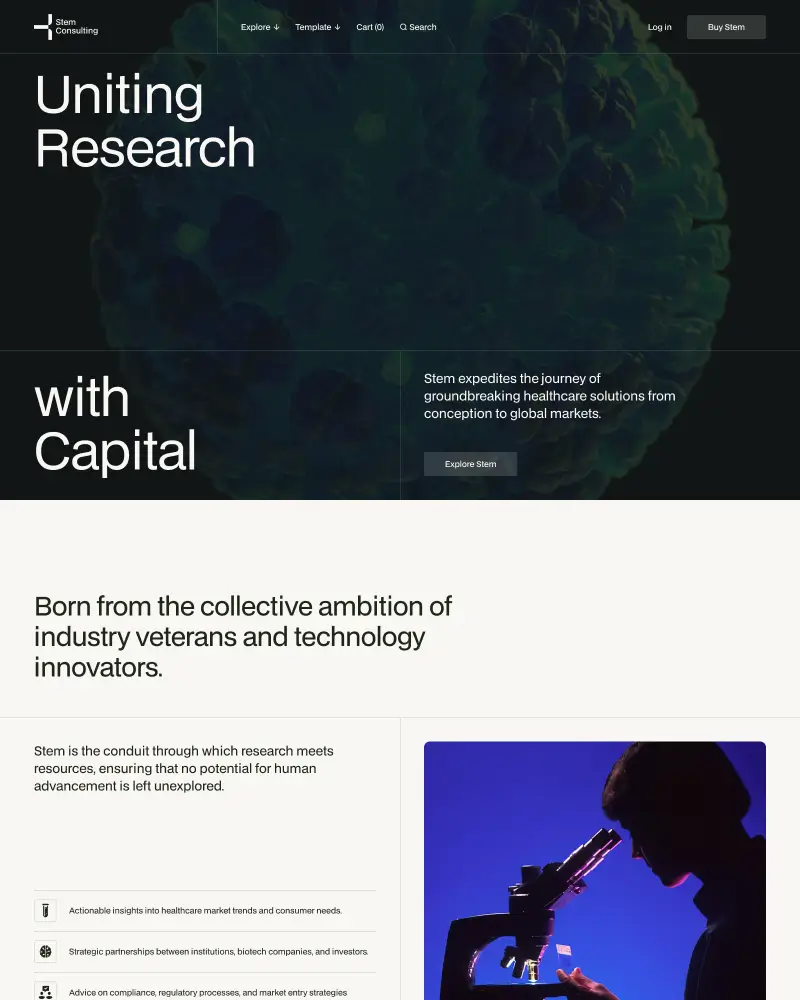 Stem
Consulting
Explore ↓ Template ↓ Cart (0) Search Log in Buy Stem
Uniting
Research
with
Capital
Stem expedites the journey of
groundbreaking healthcare solutions from
conception to global markets.
Explore Stem
Born from the collective ambition of
industry veterans and technology
innovators.
Stem is the conduit through which research meets
resources, ensuring that no potential for human
advancement is left unexplored.
Actionable insights into healthcare market trends and consumer needs.
Strategic partnerships between institutions, biotech companies, and investors.
Advice on compliance, regulatory processes, and market entry strategies